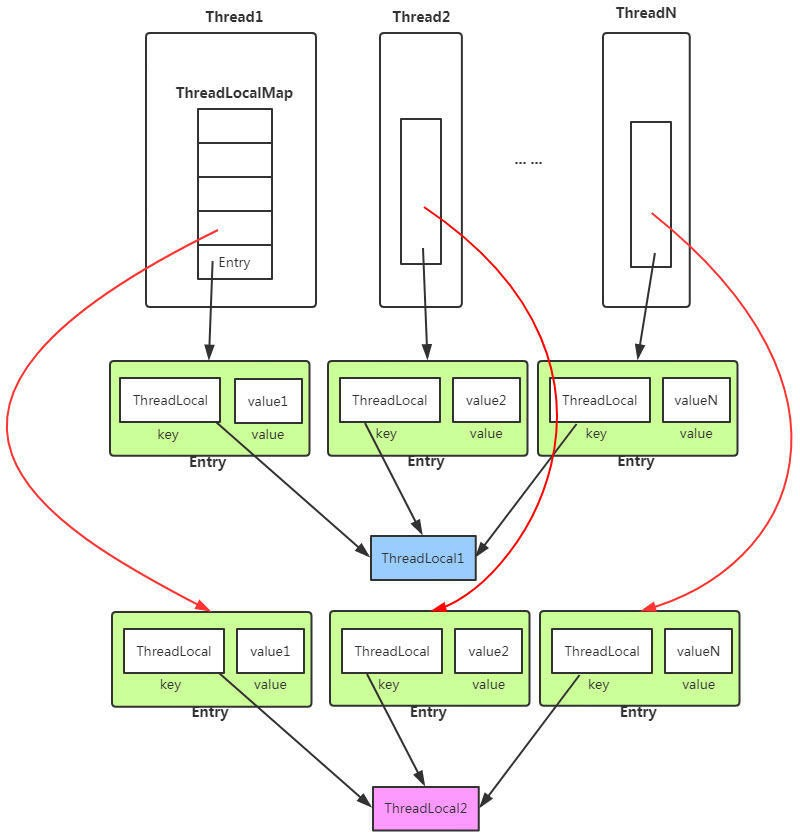 Thread1
Thread2
ThreadN
ThreadLocalMap
... ...
Entry
ThreadLocal
value1
key
value
Entry
ThreadLocal
value2
key
value
Entry
ThreadLocal
valueN
key
value
Entry
ThreadLocal1
ThreadLocal
value1
key
value
Entry
ThreadLocal
value2
key
value
Entry
ThreadLocal
valueN
key
value
Entry
ThreadLocal2